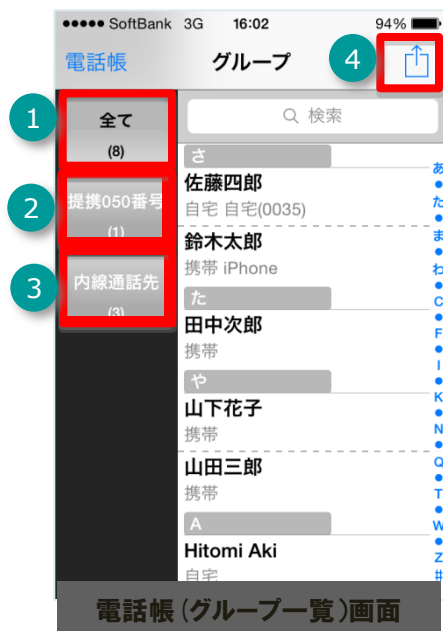 ●●●●● SoftBank 3G 16:02 94%
電話帳 グループ 4
1
全て
(8)
2
提携050番号
(1)
3
内線通話先
(3)
検索
さ
佐藤四郎
自宅 自宅(0035)
鈴木太郎
携帯 iPhone
た
田中次郎
携帯
や
山下花子
携帯
山田三郎
携帯
A
Hitomi Aki
自宅
あ
●
た
●
ま
●
わ
●
C
●
F
●
I
●
K
●
N
●
Q
●
T
●
W
●
Z
#
電話帳(グループ一覧)画面